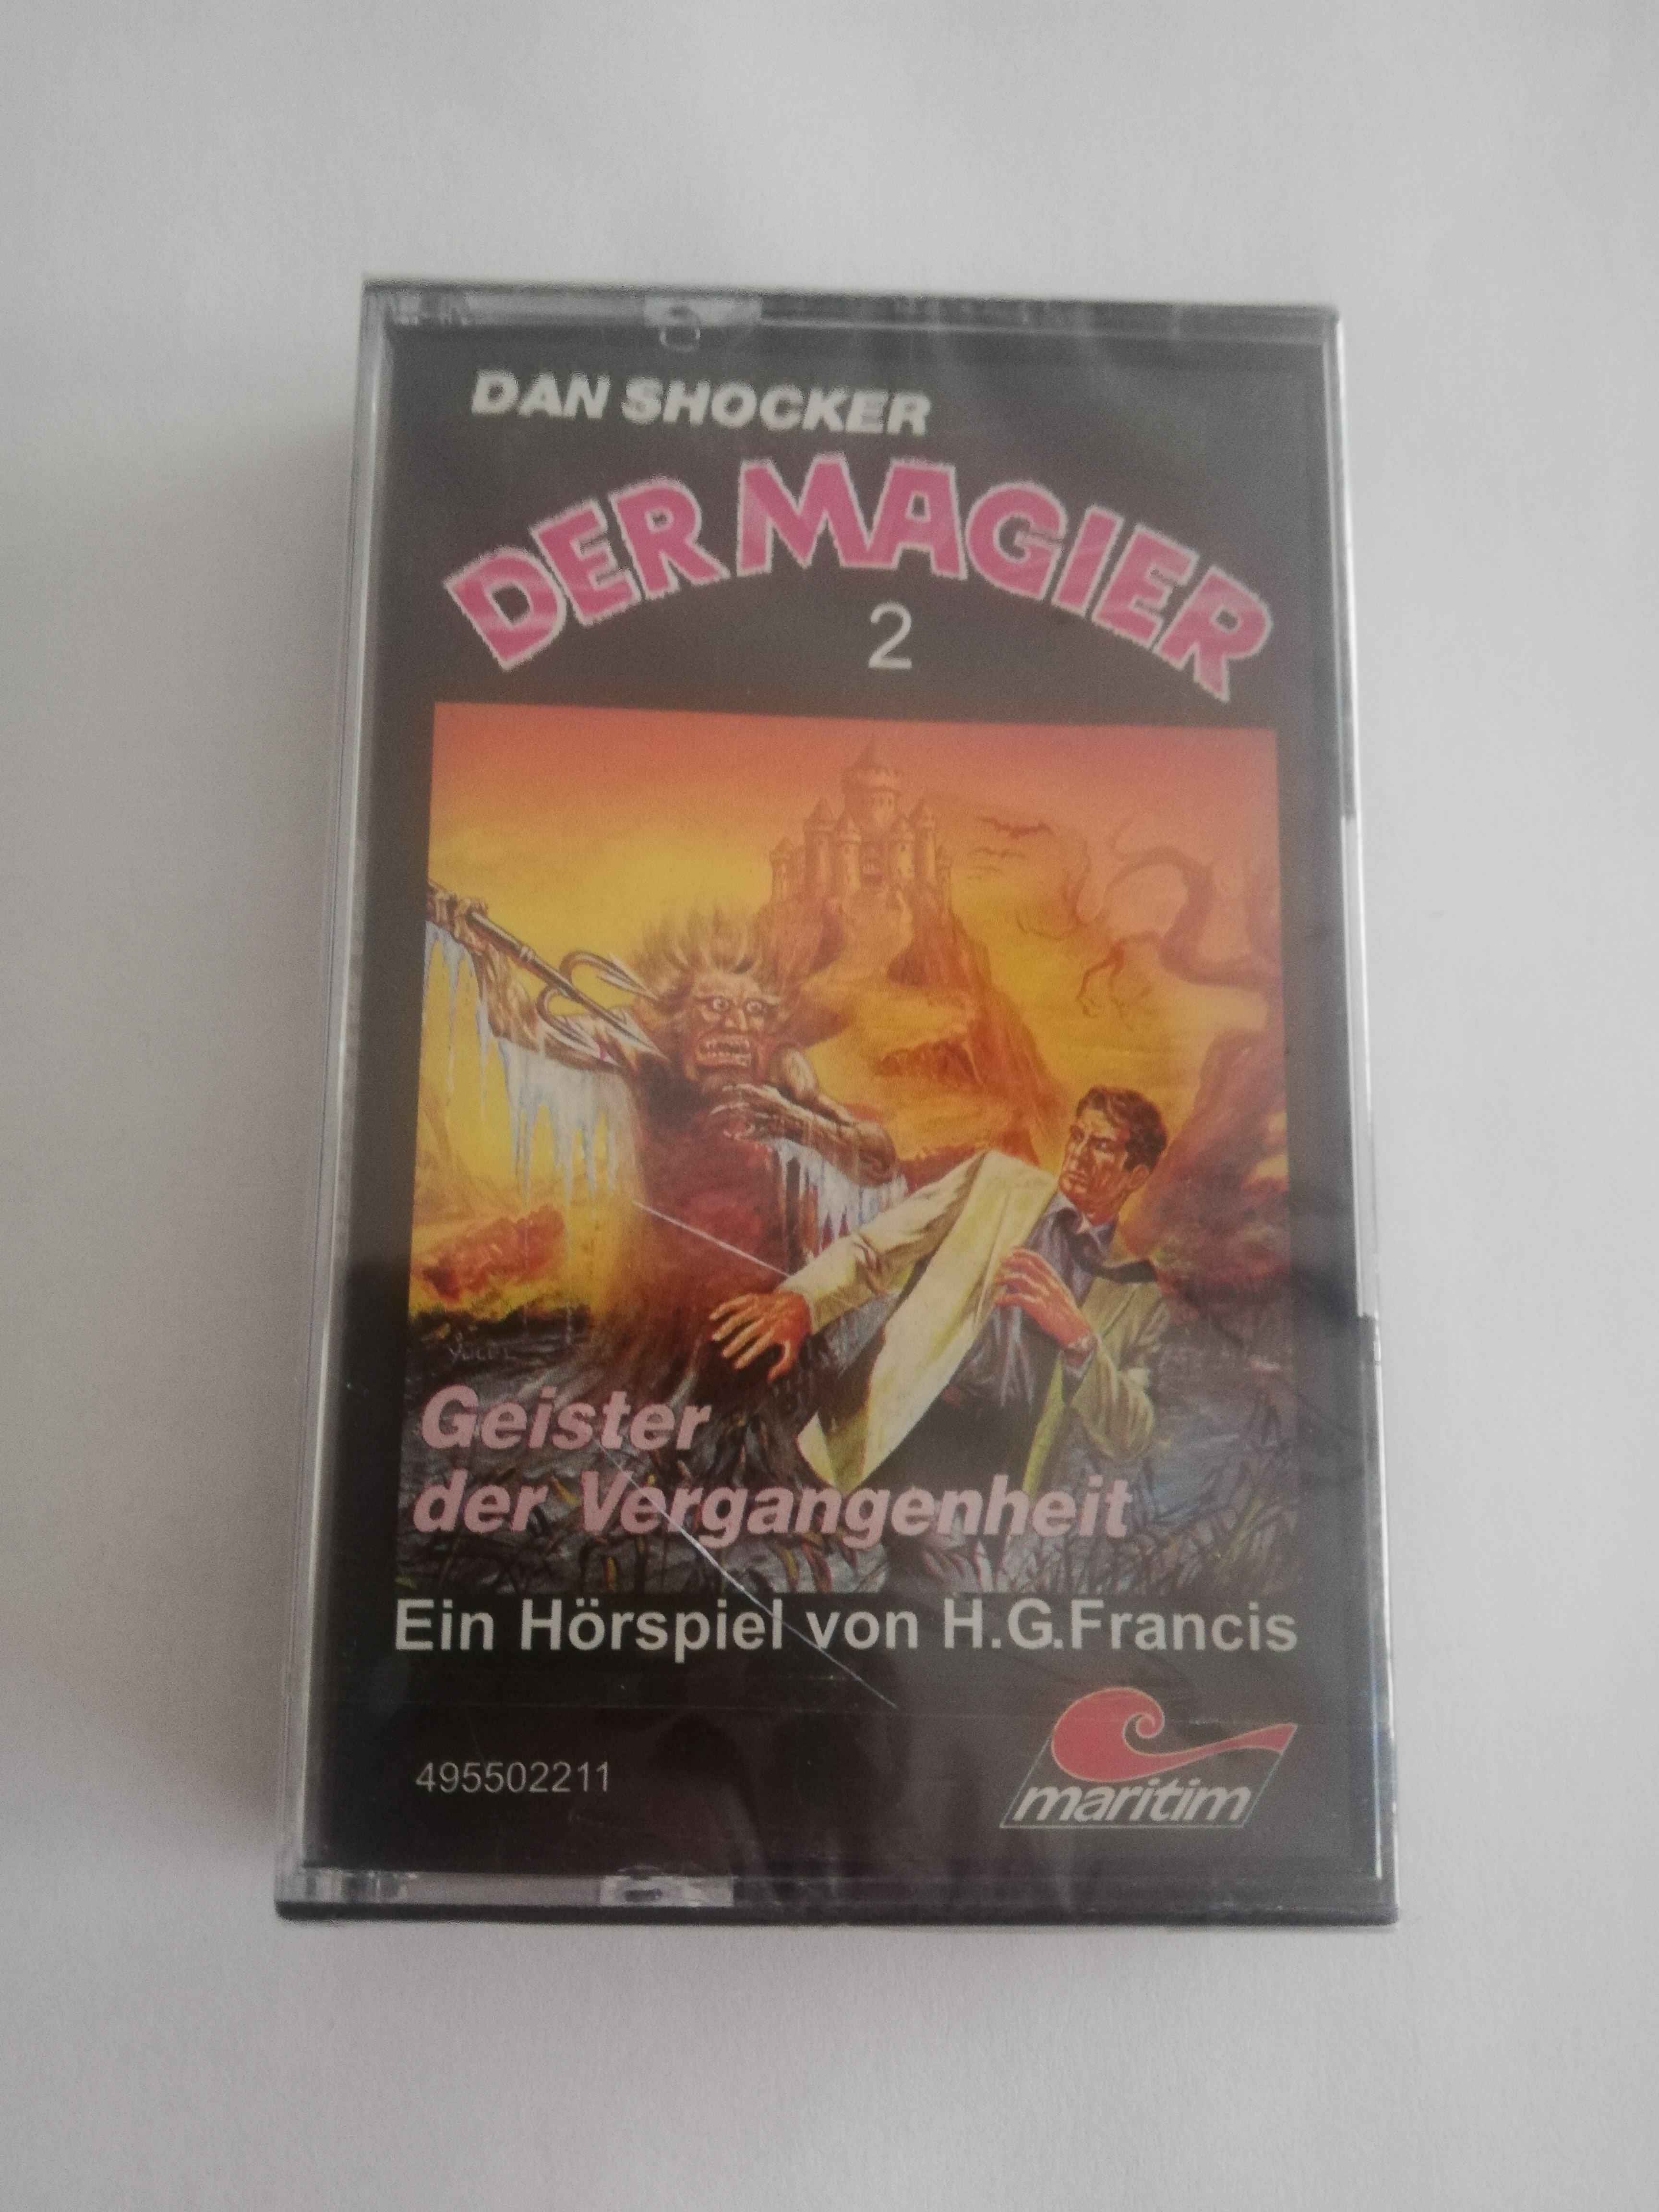 DAN SHOCKER
DER MAGIER
2
Geister
der Vergangenheit
Ein Hörspiel von H.G.Francis
495502211
maritim